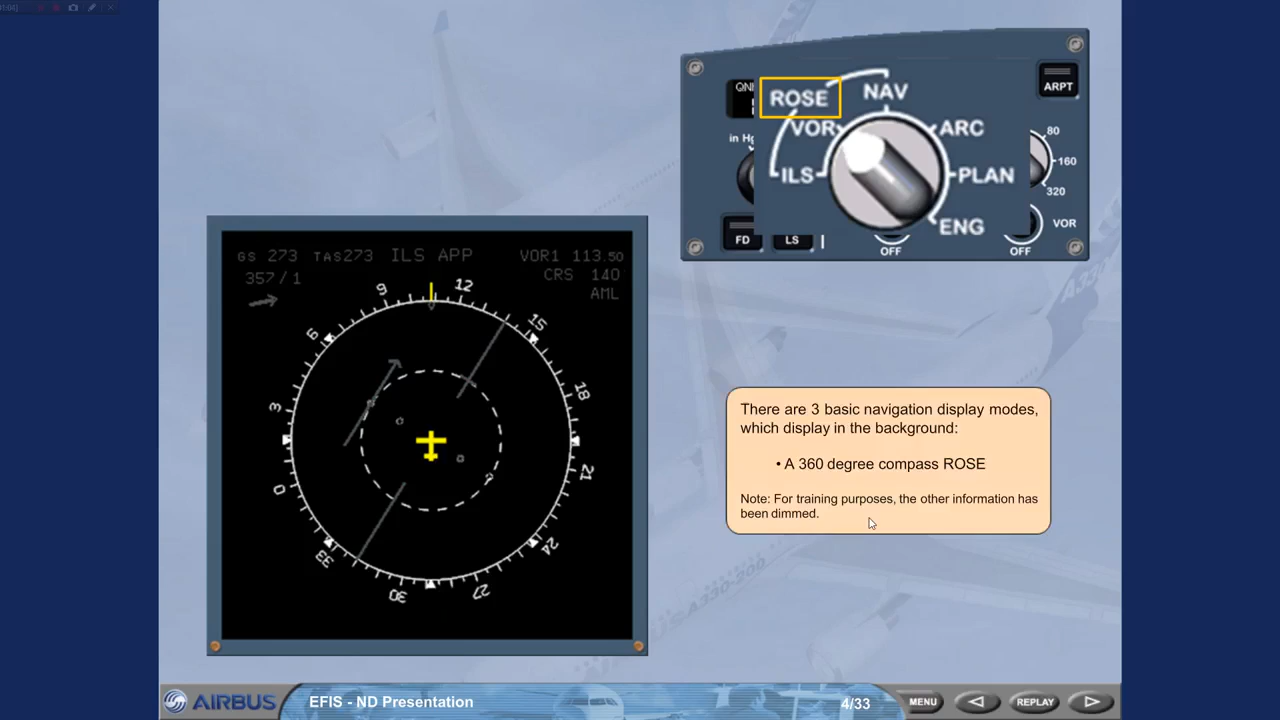 QNH
in Hg
ROSE
NAV
VOR
ARC
ILS
PLAN
ENG
ARPT
80
160
320
VOR
FD
LS
OFF
OFF
GS 273 TAS273 ILS APP VOR1 113.50
357 / 1 CRS 140
AML
9
12
6
15
3
18
0
21
33
24
30
27
There are 3 basic navigation display modes,
which display in the background:
• A 360 degree compass ROSE
Note: For training purposes, the other information has
been dimmed.
AIRBUS
EFIS - ND Presentation
4/33
MENU
REPLAY